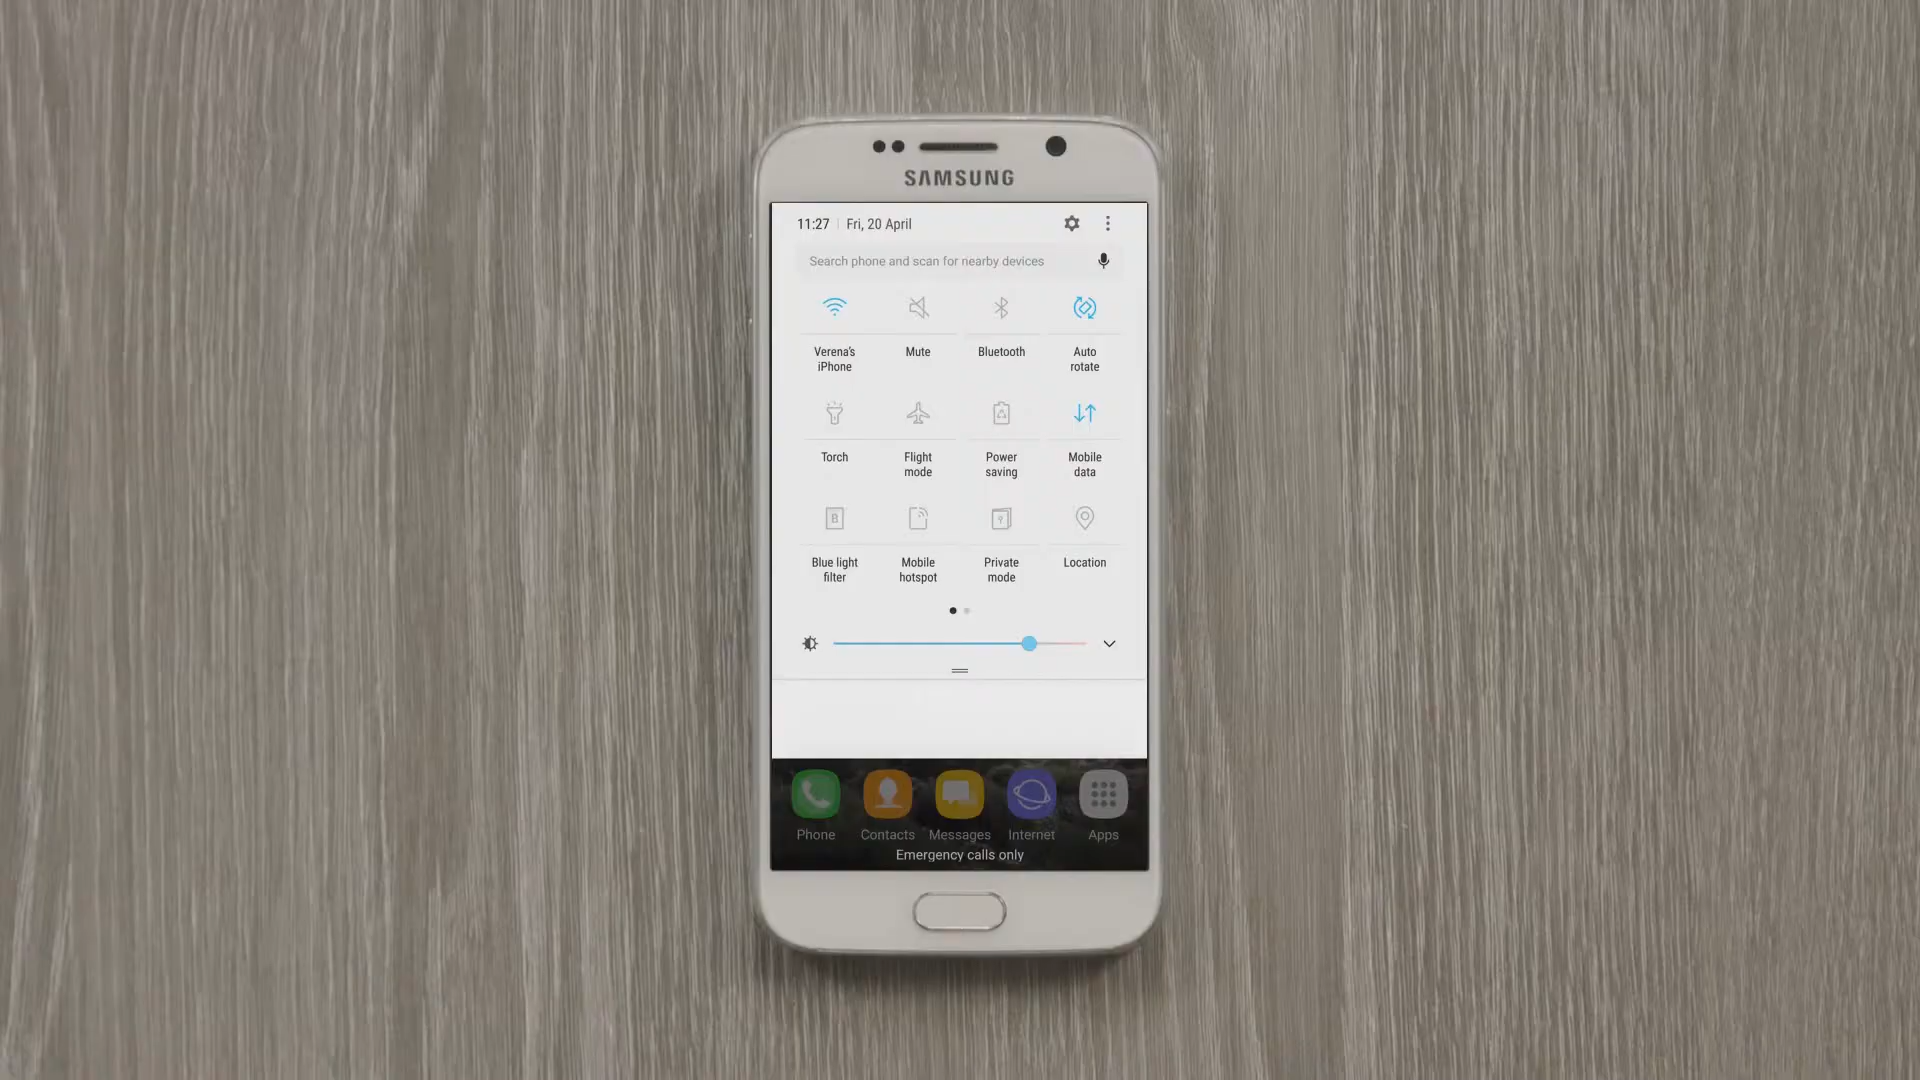 SAMSUNG
11:27 Fri, 20 April
Search phone and scan for nearby devices
Verena's
iPhone
Mute
Bluetooth
Auto
rotate
Torch
Flight
mode
Power
saving
Mobile
data
B
Blue light
filter
Mobile
hotspot
Private
mode
Location
Phone
Contacts
Messages
Internet
Apps
Emergency calls only